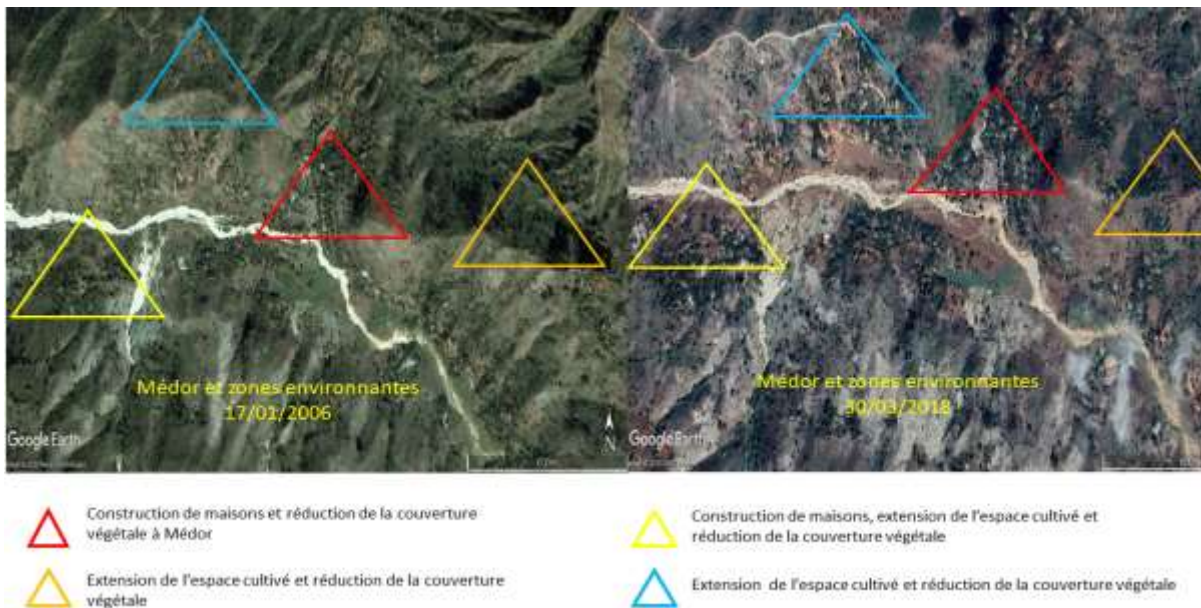 Médor et zones environnantes
17/01/2006
Google Earth
N
Médor et zones environnantes
30/03/2018
Google Earth
Construction de maisons et réduction de la couverture
végétale à Médor
Extension de l'espace cultivé et réduction de la couverture
végétale
Construction de maisons, extension de l'espace cultivé et
réduction de la couverture végétale
Extension de l'espace cultivé et réduction de la couverture végétale